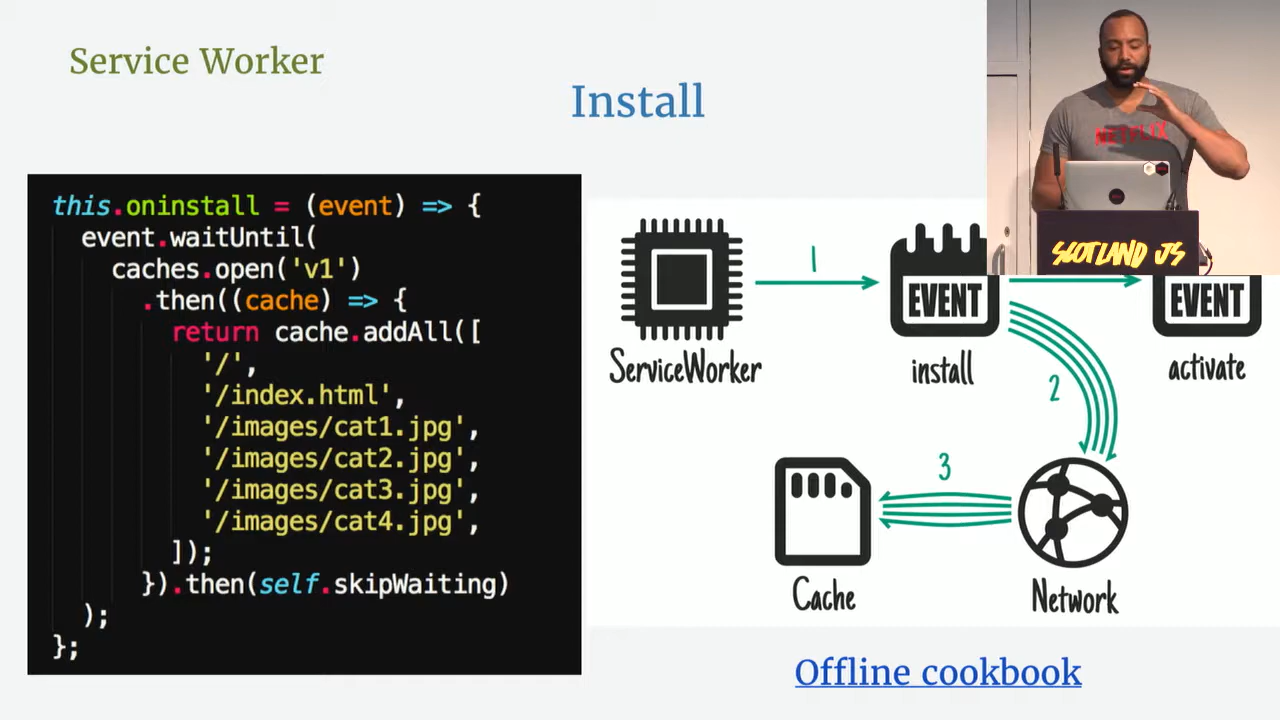 Service Worker
Install
this.oninstall = (event) => {
event.waitUntil(
caches.open('v1')
.then((cache) => {
return cache.addAll([
'/',
'/index.html',
'/images/cat1.jpg',
'/images/cat2.jpg',
'/images/cat3.jpg',
'/images/cat4.jpg',
]);
}).then(self.skipWaiting)
);
};
NETFLIX
SCOTLAND JS
1
EVENT
EVENT
ServiceWorker
install
activate
2
3
Cache
Network
Offline cookbook